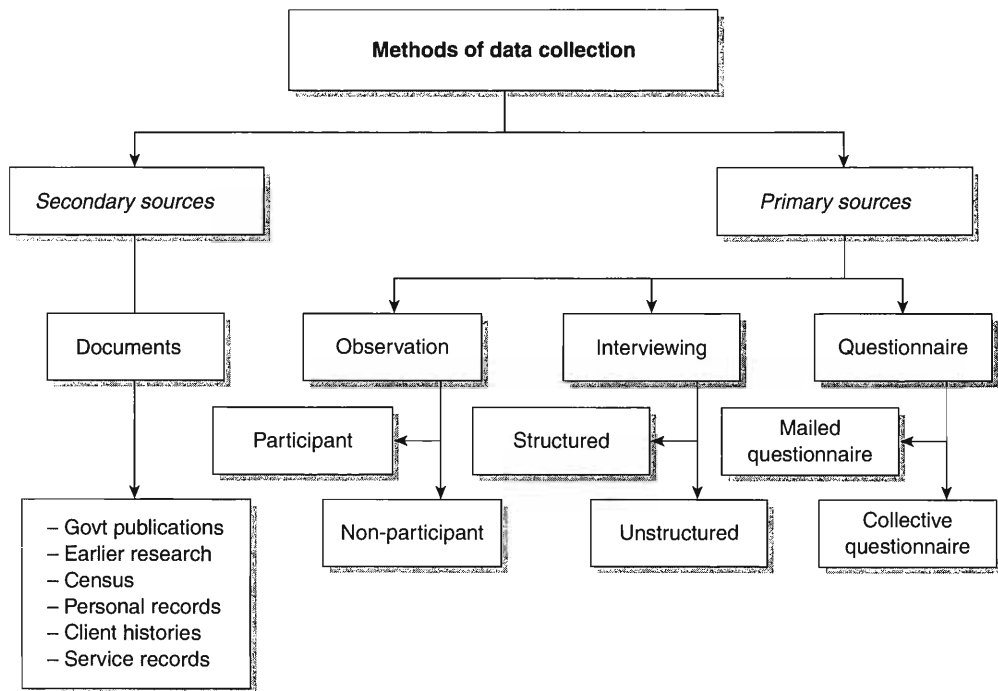 Methods of data collection
Secondary sources
Primary sources
Documents
Observation
Interviewing
Questionnaire
Participant
Structured
Mailed
questionnaire
Non-participant
Unstructured
Collective
questionnaire
– Govt publications
– Earlier research
– Census
– Personal records
– Client histories
– Service records